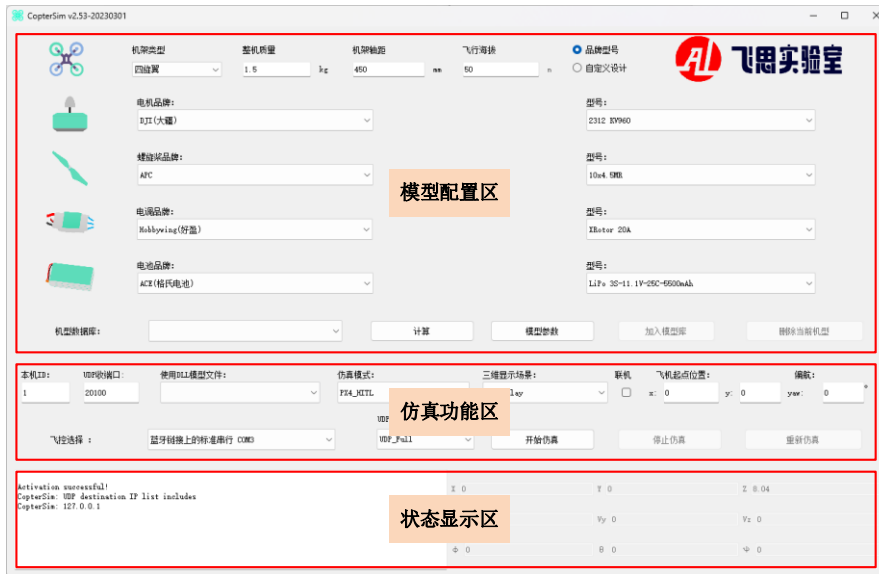 CopterSim v2.53-20230301
机架类型 整机质量 机架轴距 飞行海拔 品牌型号
四旋翼 1.5 kg 450 mm 50 m 自定义设计
飞思实验室
电机品牌: 型号:
DJI(大疆) 2312 KV960
螺旋桨品牌: 型号:
APC 10x4.5MR
模型配置区
电调品牌: 型号:
Hobbywing(好盈) XRotor 20A
电池品牌: 型号:
ACE(格氏电池) LiPo 3S-11.1V-25C-5500mAh
机型数据库: 计算 模型参数 加入模型库 删除当前机型
本机ID: UDP收端口: 使用DLL模型文件: 仿真模式: 三维显示场景: 联机 飞机起点位置: 偏航:
1 20100 PX4_HITL lay x: 0 y: 0 yaw: 0 °
仿真功能区
UDP
飞控选择 : 蓝牙链接上的标准串行 COM3 UDP_Full 开始仿真 停止仿真 重新仿真
Activation successful!
CopterSim: UDP destination IP list includes
CopterSim: 127.0.0.1
X 0 Y 0 Z 8.04
状态显示区
Vy 0 Vz 0
Φ 0 θ 0 Ψ 0